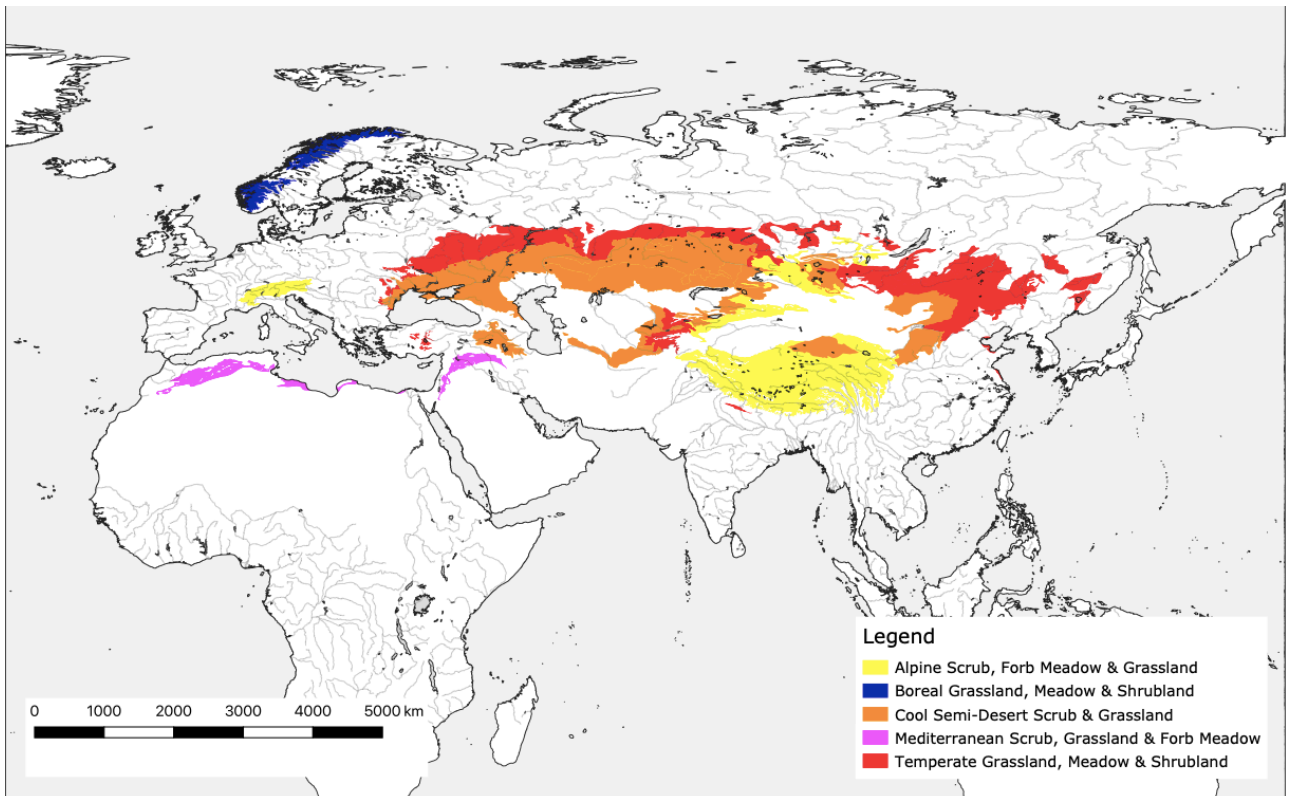 Legend
Alpine Scrub, Forb Meadow & Grassland
Boreal Grassland, Meadow & Shrubland
Cool Semi-Desert Scrub & Grassland
Mediterranean Scrub, Grassland & Forb Meadow
Temperate Grassland, Meadow & Shrubland
0 1000 2000 3000 4000 5000 km